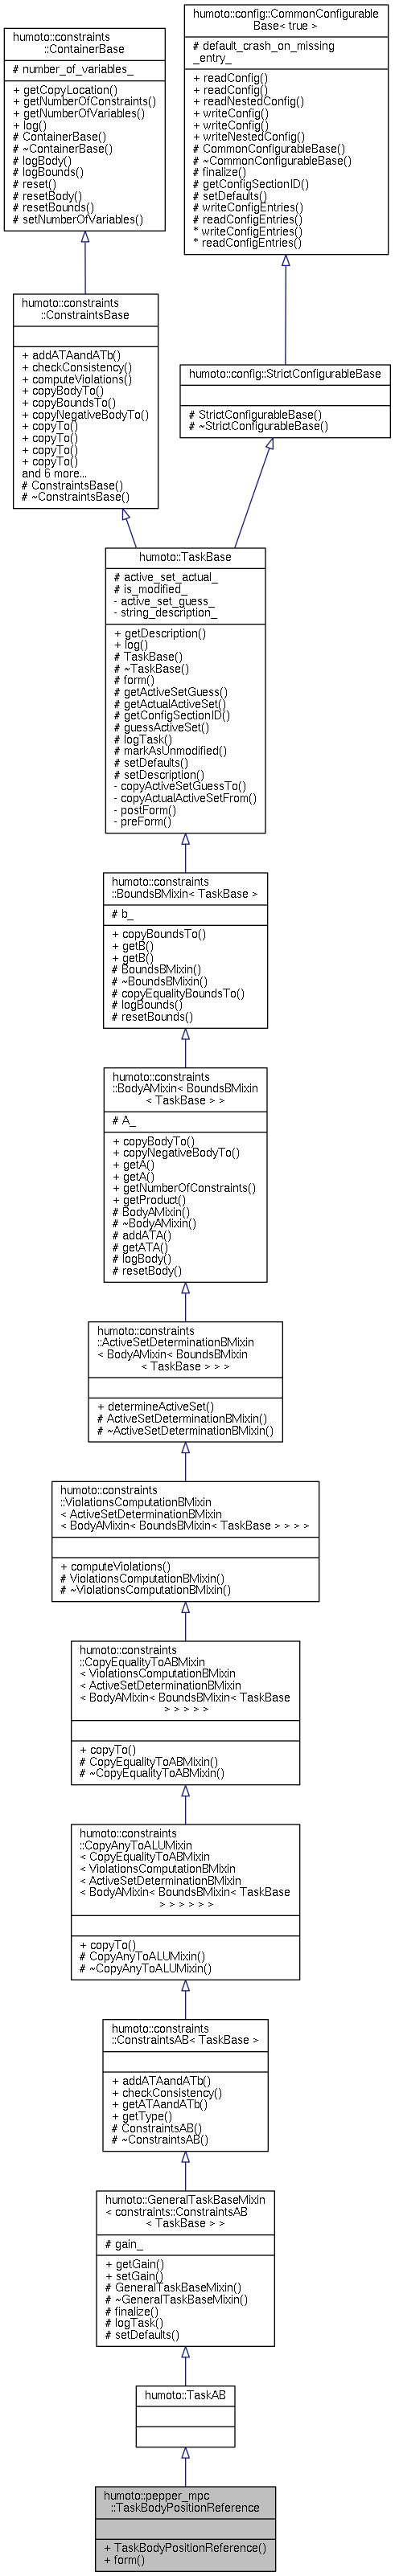 humoto::constraints
::ContainerBase
# number_of_variables_
+ getCopyLocation()
+ getNumberOfConstraints()
+ getNumberOfVariables()
+ log()
# ContainerBase()
# ~ContainerBase()
# logBody()
# logBounds()
# reset()
# resetBody()
# resetBounds()
# setNumberOfVariables()
humoto::config::CommonConfigurable
Base< true >
# default_crash_on_missing
_entry_
+ readConfig()
+ readConfig()
+ readNestedConfig()
+ writeConfig()
+ writeConfig()
+ writeNestedConfig()
# CommonConfigurableBase()
# ~CommonConfigurableBase()
# finalize()
# getConfigSectionID()
# setDefaults()
# writeConfigEntries()
# readConfigEntries()
* writeConfigEntries()
* readConfigEntries()
humoto::constraints
::ConstraintsBase
+ addATAandATb()
+ checkConsistency()
+ computeViolations()
+ copyBodyTo()
+ copyBoundsTo()
+ copyNegativeBodyTo()
+ copyTo()
+ copyTo()
+ copyTo()
+ copyTo()
and 6 more...
# ConstraintsBase()
# ~ConstraintsBase()
humoto::config::StrictConfigurableBase
# StrictConfigurableBase()
# ~StrictConfigurableBase()
humoto::TaskBase
# active_set_actual_
# is_modified_
- active_set_guess_
- string_description_
+ getDescription()
+ log()
# TaskBase()
# ~TaskBase()
# form()
# getActiveSetGuess()
# getActualActiveSet()
# getConfigSectionID()
# guessActiveSet()
# logTask()
# markAsUnmodified()
# setDefaults()
# setDescription()
- copyActiveSetGuessTo()
- copyActualActiveSetFrom()
- postForm()
- preForm()
humoto::constraints
::BoundsBMixin< TaskBase >
# b_
+ copyBoundsTo()
+ getB()
+ getB()
# BoundsBMixin()
# ~BoundsBMixin()
# copyEqualityBoundsTo()
# logBounds()
# resetBounds()
humoto::constraints
::BodyAMixin< BoundsBMixin
< TaskBase > >
# A_
+ copyBodyTo()
+ copyNegativeBodyTo()
+ getA()
+ getA()
+ getNumberOfConstraints()
+ getProduct()
# BodyAMixin()
# ~BodyAMixin()
# addATA()
# getATA()
# logBody()
# resetBody()
humoto::constraints
::ActiveSetDeterminationBMixin
< BodyAMixin< BoundsBMixin
< TaskBase > > >
+ determineActiveSet()
# ActiveSetDeterminationBMixin()
# ~ActiveSetDeterminationBMixin()
humoto::constraints
::ViolationsComputationBMixin
< ActiveSetDeterminationBMixin
< BodyAMixin< BoundsBMixin< TaskBase > > > >
+ computeViolations()
# ViolationsComputationBMixin()
# ~ViolationsComputationBMixin()
humoto::constraints
::CopyEqualityToABMixin
< ViolationsComputationBMixin
< ActiveSetDeterminationBMixin
< BodyAMixin< BoundsBMixin< TaskBase
> > > > >
+ copyTo()
# CopyEqualityToABMixin()
# ~CopyEqualityToABMixin()
humoto::constraints
::CopyAnyToALUMixin
< CopyEqualityToABMixin
< ViolationsComputationBMixin
< ActiveSetDeterminationBMixin
< BodyAMixin< BoundsBMixin< TaskBase
> > > > > >
+ copyTo()
# CopyAnyToALUMixin()
# ~CopyAnyToALUMixin()
humoto::constraints
::ConstraintsAB< TaskBase >
+ addATAandATb()
+ checkConsistency()
+ getATAandATb()
+ getType()
# ConstraintsAB()
# ~ConstraintsAB()
humoto::GeneralTaskBaseMixin
< constraints::ConstraintsAB
< TaskBase > >
# gain_
+ getGain()
+ setGain()
# GeneralTaskBaseMixin()
# ~GeneralTaskBaseMixin()
# finalize()
# logTask()
# setDefaults()
humoto::TaskAB
humoto::pepper_mpc
::TaskBodyPositionReference
+ TaskBodyPositionReference()
+ form()